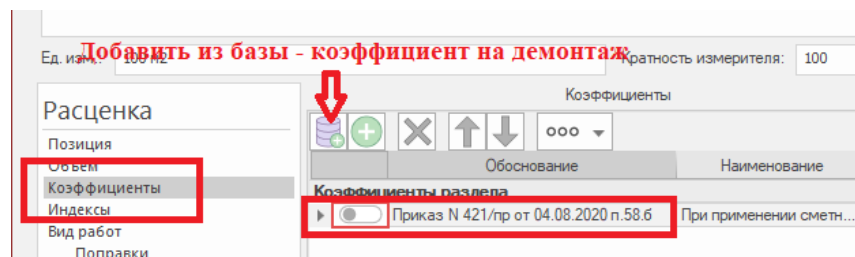 Добавить из базы - коэффициент на демонтаж
Ед. изм.: 100 м2 Кратность измерителя: 100
Коэффициенты
Расценка
Позиция
Объем
Коэффициенты
Индексы
Вид работ
Поправки
Обоснование Наименование
Коэффициенты раздела
Приказ N 421/пр от 04.08.2020 п.58.б При применении сметн...